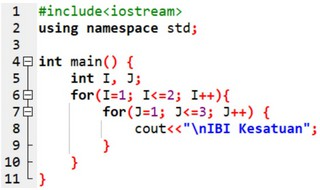 1 #include<iostream>
2 using namespace std;
3
4 int main() {
5 int I, J;
6 for(I=1; I<=2; I++){
7 for(J=1; J<=3; J++) {
8 cout<<"\nIBI Kesatuan";
9 }
10 }
11 }